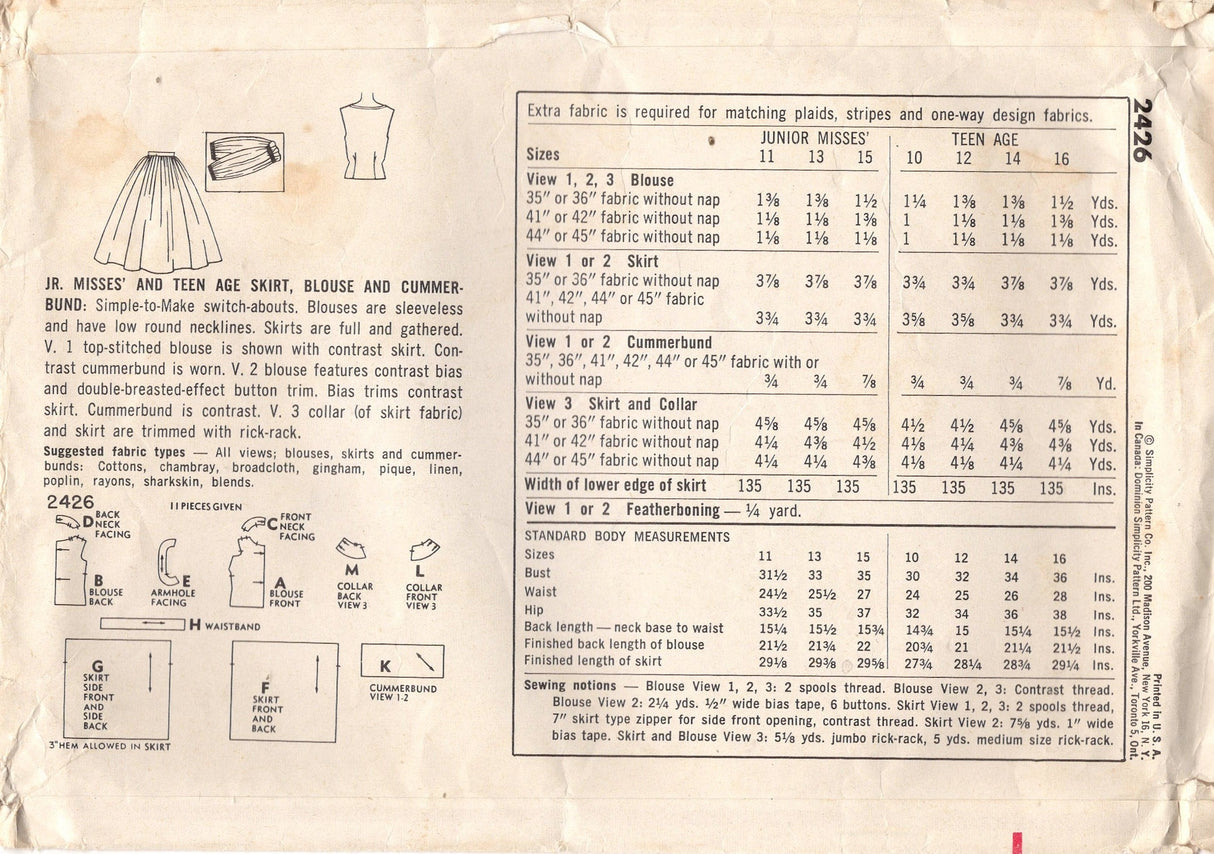 JR. MISSES' AND TEEN AGE SKIRT, BLOUSE AND CUMMER-
BUND: Simple-to-Make switch-abouts. Blouses are sleeveless
and have low round necklines. Skirts are full and gathered.
V. 1 top-stitched blouse is shown with contrast skirt. Con-
trast cummerbund is worn. V. 2 blouse features contrast bias
and double-breasted-effect button trim. Bias trims contrast
skirt. Cummerbund is contrast. V. 3 collar (of skirt fabric)
and skirt are trimmed with rick-rack.
Suggested fabric types — All views; blouses, skirts and cummer-
bunds: Cottons, chambray, broadcloth, gingham, pique, linen,
poplin, rayons, sharkskin, blends.
2426 11 PIECES GIVEN
D BACK NECK FACING
C FRONT NECK FACING
B BLOUSE BACK
E ARMHOLE FACING
A BLOUSE FRONT
M COLLAR BACK VIEW 3
L COLLAR FRONT VIEW 3
H WAISTBAND
G SKIRT SIDE FRONT AND SIDE BACK
F SKIRT FRONT AND BACK
K CUMMERBUND VIEW 1-2
3" HEM ALLOWED IN SKIRT
Extra fabric is required for matching plaids, stripes and one-way design fabrics.
JUNIOR MISSES' TEEN AGE
Sizes 11 13 15 10 12 14 16
View 1, 2, 3 Blouse
35" or 36" fabric without nap 1⅜ 1⅜ 1½ 1¼ 1⅜ 1⅜ 1½ Yds.
41" or 42" fabric without nap 1⅛ 1⅛ 1⅜ 1 1⅛ 1⅛ 1⅜ Yds.
44" or 45" fabric without nap 1⅛ 1⅛ 1⅛ 1 1⅛ 1⅛ 1⅛ Yds.
View 1 or 2 Skirt
35" or 36" fabric without nap 3⅞ 3⅞ 3⅞ 3¾ 3¾ 3⅞ 3⅞ Yds.
41", 42", 44" or 45" fabric
without nap 3¾ 3¾ 3¾ 3⅝ 3⅝ 3¾ 3¾ Yds.
View 1 or 2 Cummerbund
35", 36", 41", 42", 44" or 45" fabric with or
without nap ¾ ¾ ⅞ ¾ ¾ ¾ ⅞ Yd.
View 3 Skirt and Collar
35" or 36" fabric without nap 4⅝ 4⅝ 4⅝ 4½ 4½ 4⅝ 4⅝ Yds.
41" or 42" fabric without nap 4¼ 4⅜ 4½ 4⅛ 4¼ 4⅜ 4⅜ Yds.
44" or 45" fabric without nap 4¼ 4¼ 4⅜ 4⅛ 4⅛ 4¼ 4¼ Yds.
Width of lower edge of skirt 135 135 135 135 135 135 135 Ins.
View 1 or 2 Featherboning — ¼ yard.
STANDARD BODY MEASUREMENTS
Sizes 11 13 15 10 12 14 16
Bust 31½ 33 35 30 32 34 36 Ins.
Waist 24½ 25½ 27 24 25 26 28 Ins.
Hip 33½ 35 37 32 34 36 38 Ins.
Back length — neck base to waist 15¼ 15½ 15¾ 14¾ 15 15¼ 15½ Ins.
Finished back length of blouse 21½ 21¾ 22 20¾ 21 21¼ 21½ Ins.
Finished length of skirt 29⅛ 29⅜ 29⅝ 27¾ 28¼ 28¾ 29¼ Ins.
Sewing notions — Blouse View 1, 2, 3: 2 spools thread. Blouse View 2, 3: Contrast thread.
Blouse View 2: 2¼ yds. ½" wide bias tape, 6 buttons. Skirt View 1, 2, 3: 2 spools thread,
7" skirt type zipper for side front opening, contrast thread. Skirt View 2: 7⅝ yds. 1" wide
bias tape. Skirt and Blouse View 3: 5⅛ yds. jumbo rick-rack, 5 yds. medium size rick-rack.
2426
Printed in U. S. A.
© Simplicity Pattern Co. Inc., 200 Madison Avenue, New York 16, N. Y.
In Canada: Dominion Simplicity Pattern Ltd., Yorkville Ave., Toronto 5, Ont.